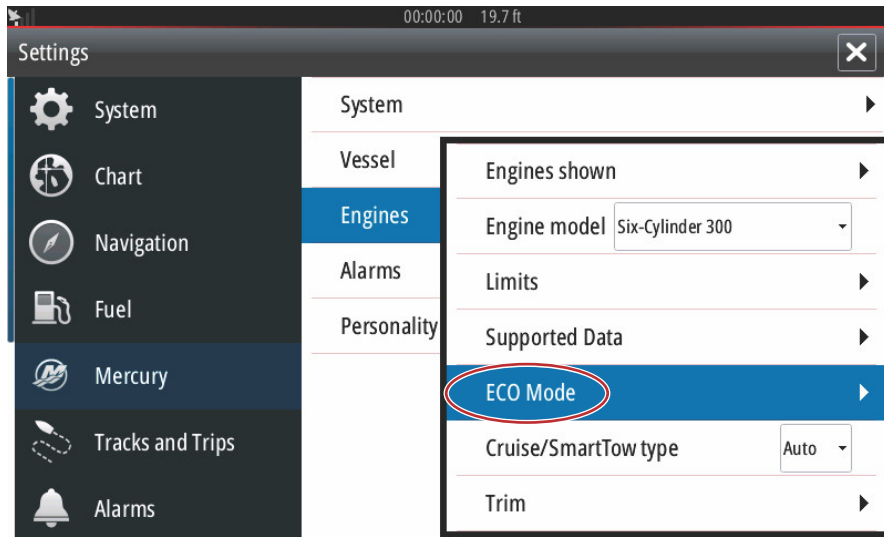 00:00:00 19.7 ft
Settings
System
Chart
Navigation
Fuel
Mercury
Tracks and Trips
Alarms
System
Vessel
Engines
Alarms
Personality
Engines shown
Engine model Six-Cylinder 300
Limits
Supported Data
ECO Mode
Cruise/SmartTow type Auto
Trim